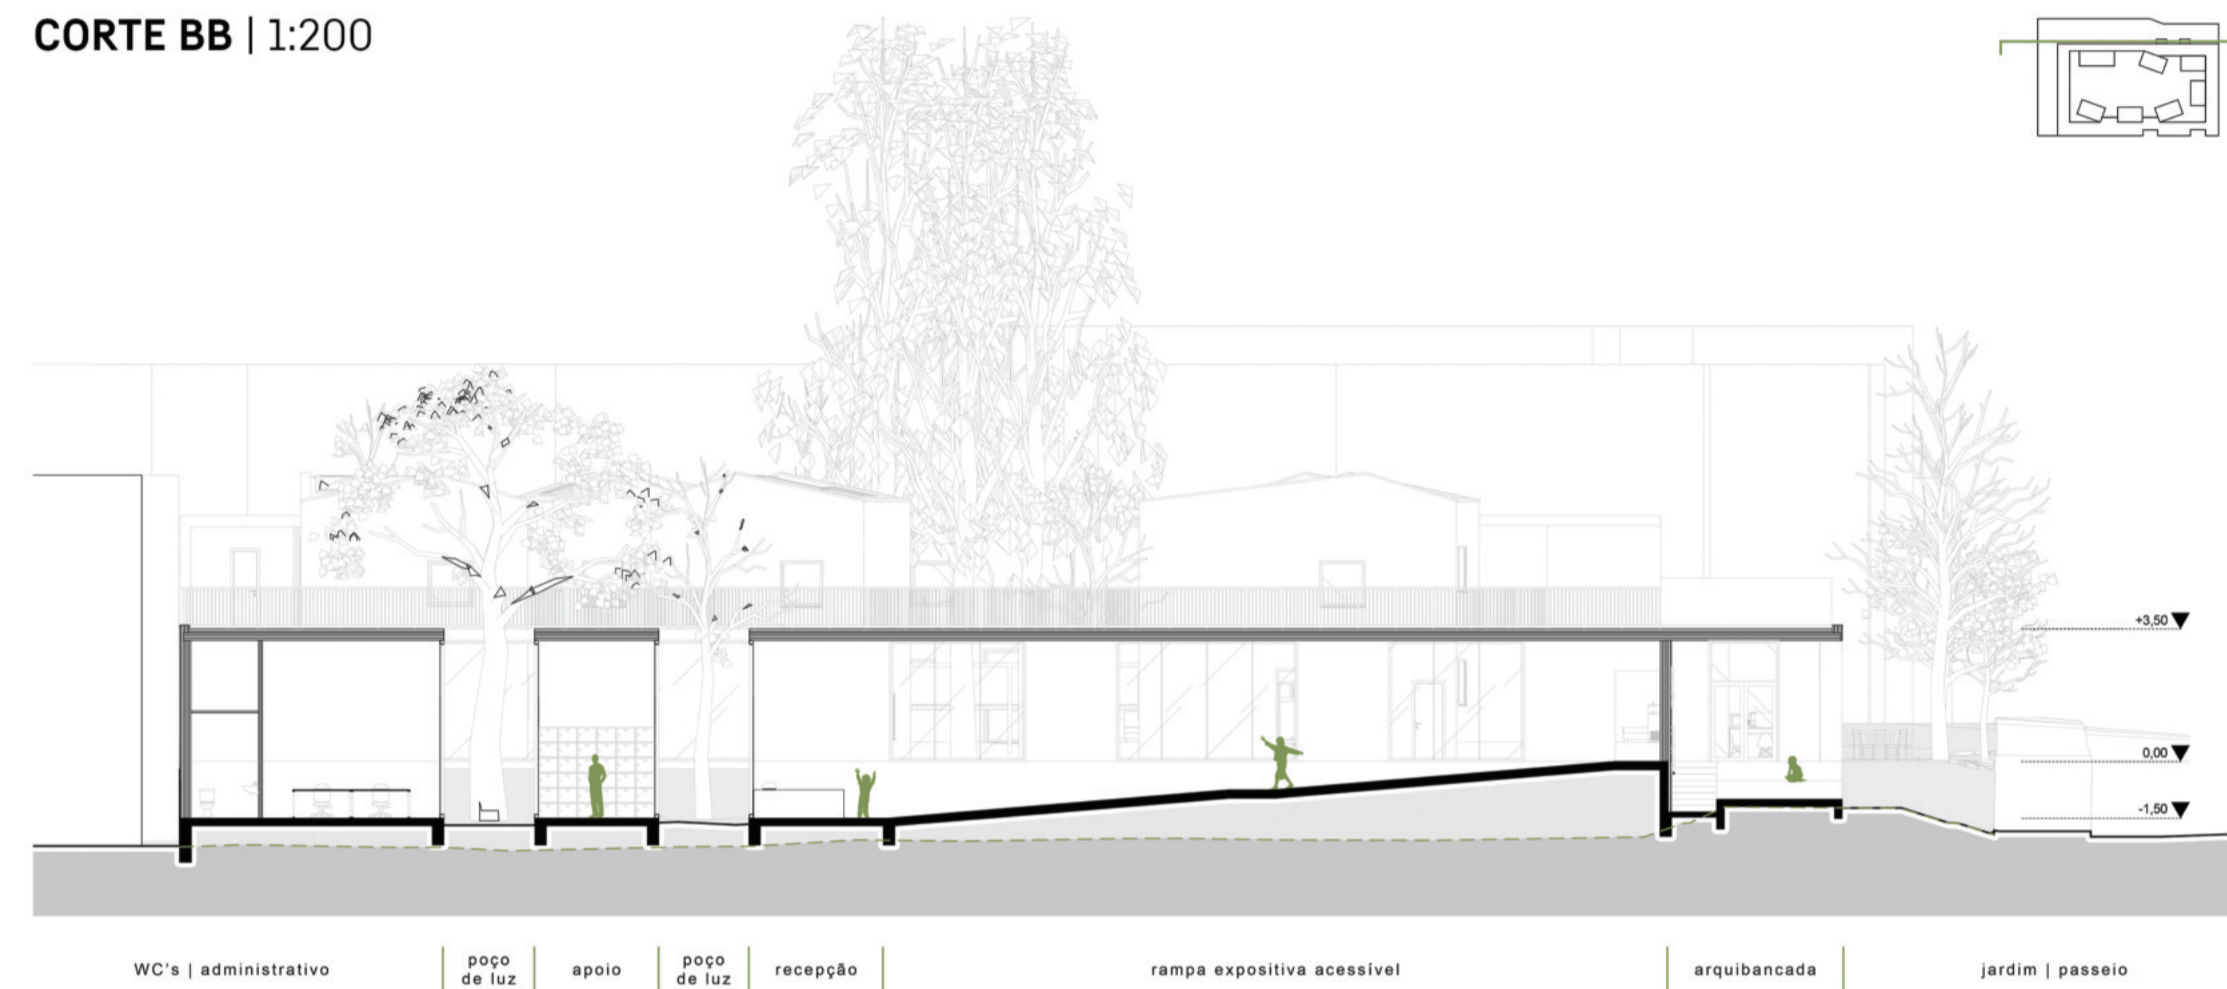 CORTE BB | 1:200
+3,50
0,00
-1,50
WC's | administrativo
poço
de luz
apoio
poço
de luz
recepção
rampa expositiva acessível
arquibancada
jardim | passeio